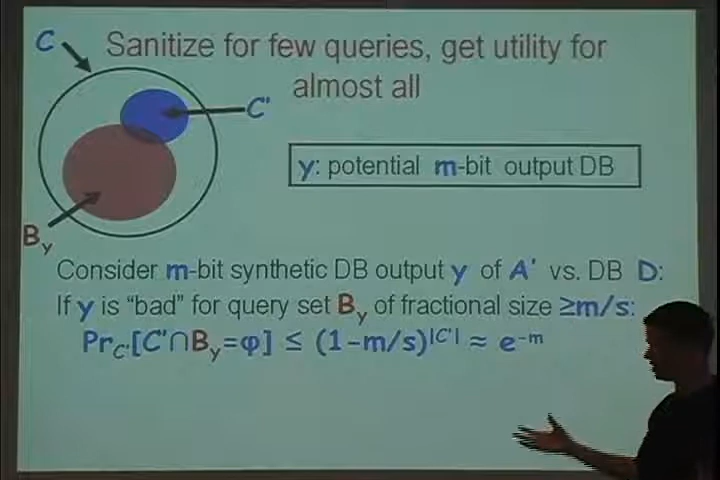 C
Sanitize for few queries, get utility for
almost all
C'
y: potential m-bit output DB
By
Consider m-bit synthetic DB output y of A' vs. DB D:
If y is "bad" for query set By of fractional size ≥m/s:
PrC'[C'∩By=φ] ≤ (1-m/s)|C'| ≈ e-m